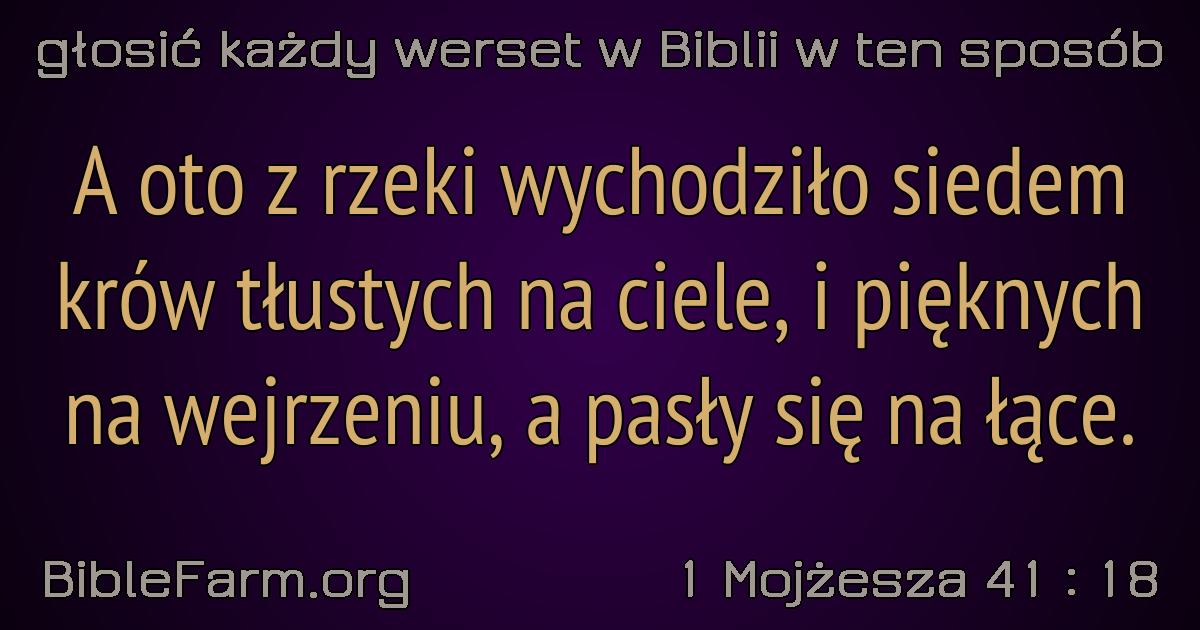 głosić każdy werset w Biblii w ten sposób
A oto z rzeki wychodziło siedem
krów tłustych na ciele, i pięknych
na wejrzeniu, a pasły się na łące.
BibleFarm.org
1 Mojżesza 41 : 18